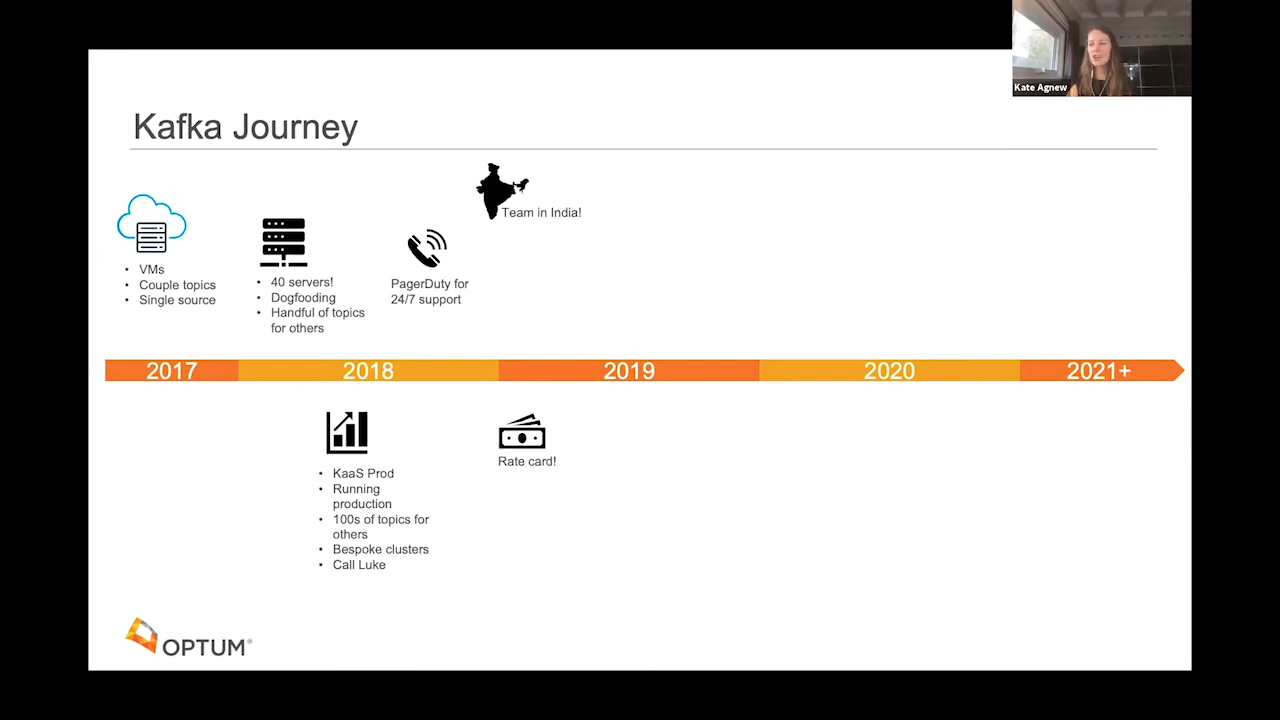 Kate Agnew
Kafka Journey
Team in India!
• VMs
• Couple topics
• Single source
• 40 servers!
• Dogfooding
• Handful of topics
for others
PagerDuty for
24/7 support
2017
2018
2019
2020
2021+
• KaaS Prod
• Running
production
• 100s of topics for
others
• Bespoke clusters
• Call Luke
Rate card!
OPTUM®